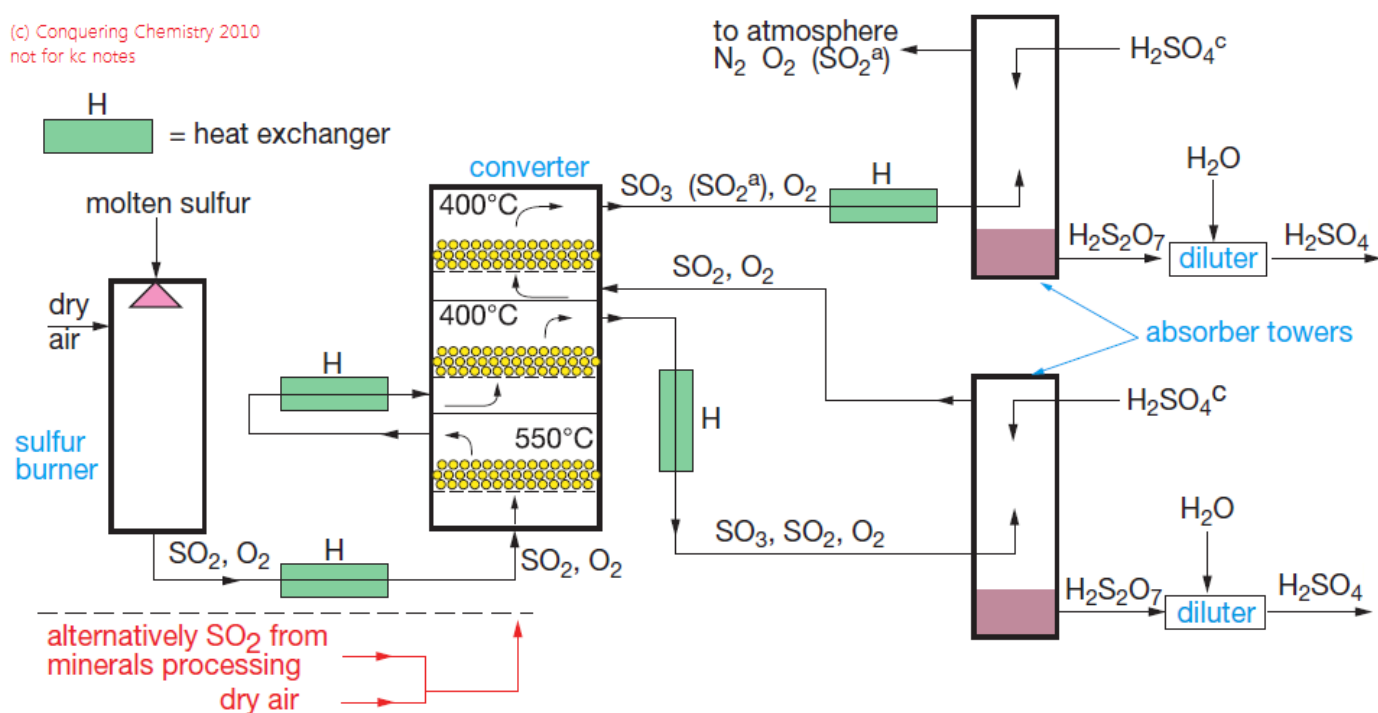 (c) Conquering Chemistry 2010
not for kc notes
H
= heat exchanger
molten sulfur
dry
air
sulfur
burner
SO₂, O₂
H
SO₂, O₂
alternatively SO₂ from
minerals processing
dry air
converter
400°C
400°C
550°C
H
SO₃ (SO₂ᵃ), O₂
H
SO₂, O₂
H
SO₃, SO₂, O₂
to atmosphere
N₂ O₂ (SO₂ᵃ)
H₂SO₄ᶜ
H₂O
H₂S₂O₇
diluter
H₂SO₄
absorber towers
H₂SO₄ᶜ
H₂O
H₂S₂O₇
diluter
H₂SO₄